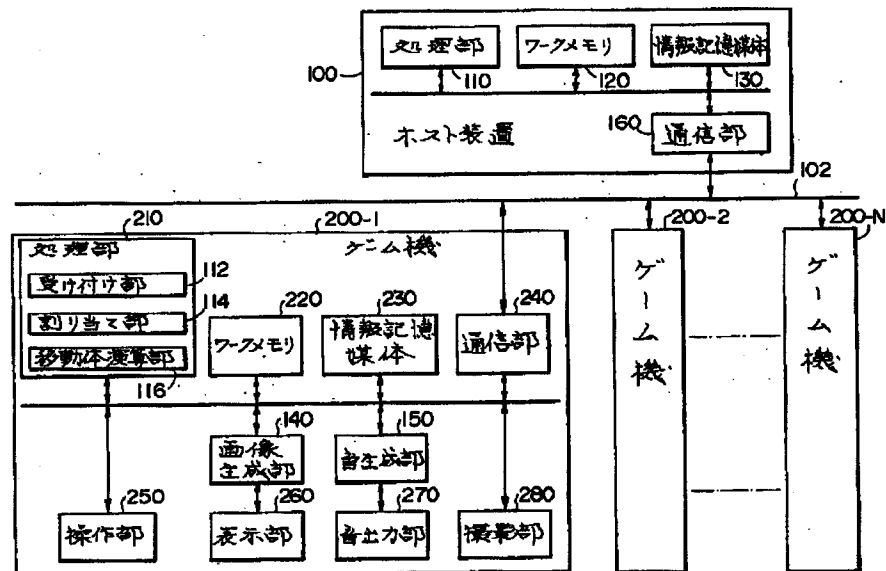 処理部
ワークメモリ
情報記憶媒体
100
110
120
130
ホスト装置
160
通信部
102
210
200-1
200-2
200-N
処理部
ゲーム機
受け付け部
112
割り当て部
114
移動体演算部
116
220
ワークメモリ
230
情報記憶
媒体
240
通信部
ゲーム機
ゲーム機
140
画像
生成部
150
音生成部
250
操作部
260
表示部
270
音出力部
280
撮影部